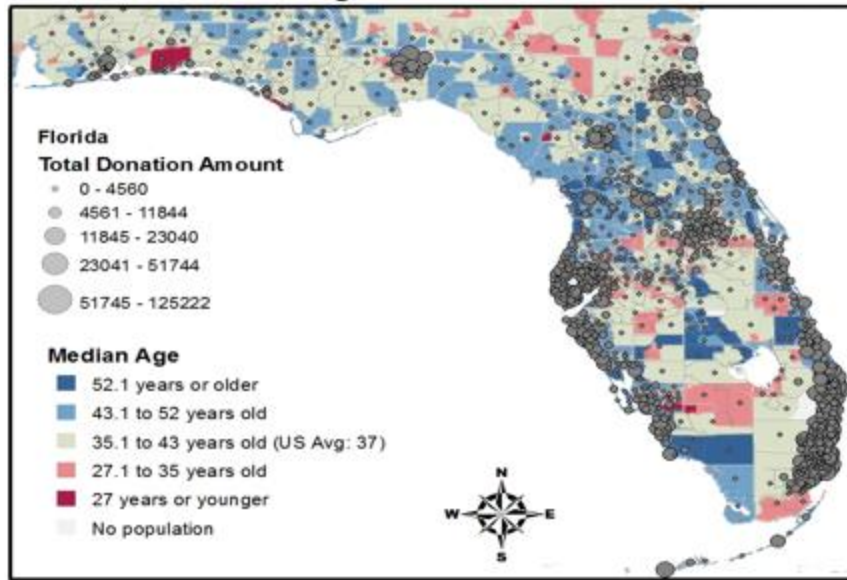 Florida
Total Donation Amount
0 - 4560
4561 - 11844
11845 - 23040
23041 - 51744
51745 - 125222
Median Age
52.1 years or older
43.1 to 52 years old
35.1 to 43 years old (US Avg: 37)
27.1 to 35 years old
27 years or younger
No population
N
W E
S